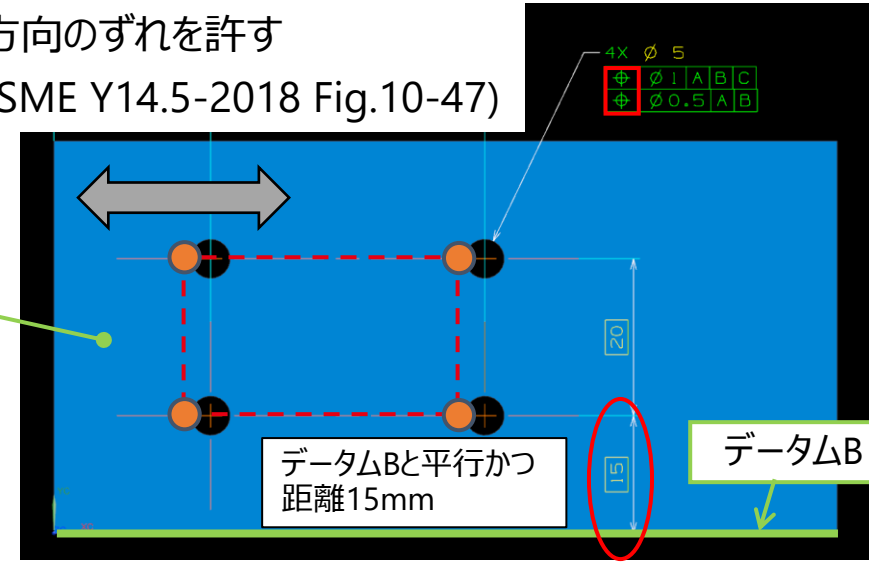 方向のずれを許す
SME Y14.5-2018 Fig.10-47)
4X Ø 5
⌖ Ø1 A B C
⌖ Ø0.5 A B
20
15
データムBと平行かつ
距離15mm
データムB